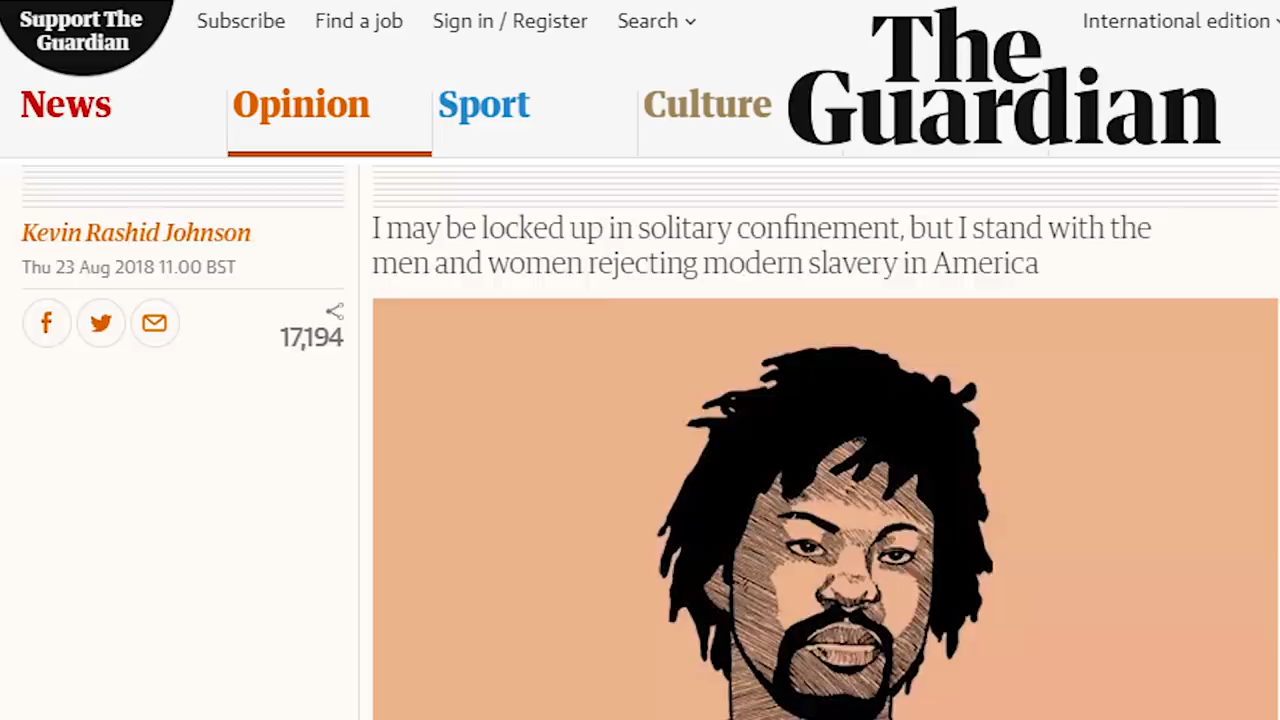 Support The
Guardian
Subscribe
Find a job
Sign in / Register
Search
International edition
The
Guardian
News
Opinion
Sport
Culture
Kevin Rashid Johnson
Thu 23 Aug 2018 11.00 BST
17,194
I may be locked up in solitary confinement, but I stand with the
men and women rejecting modern slavery in America